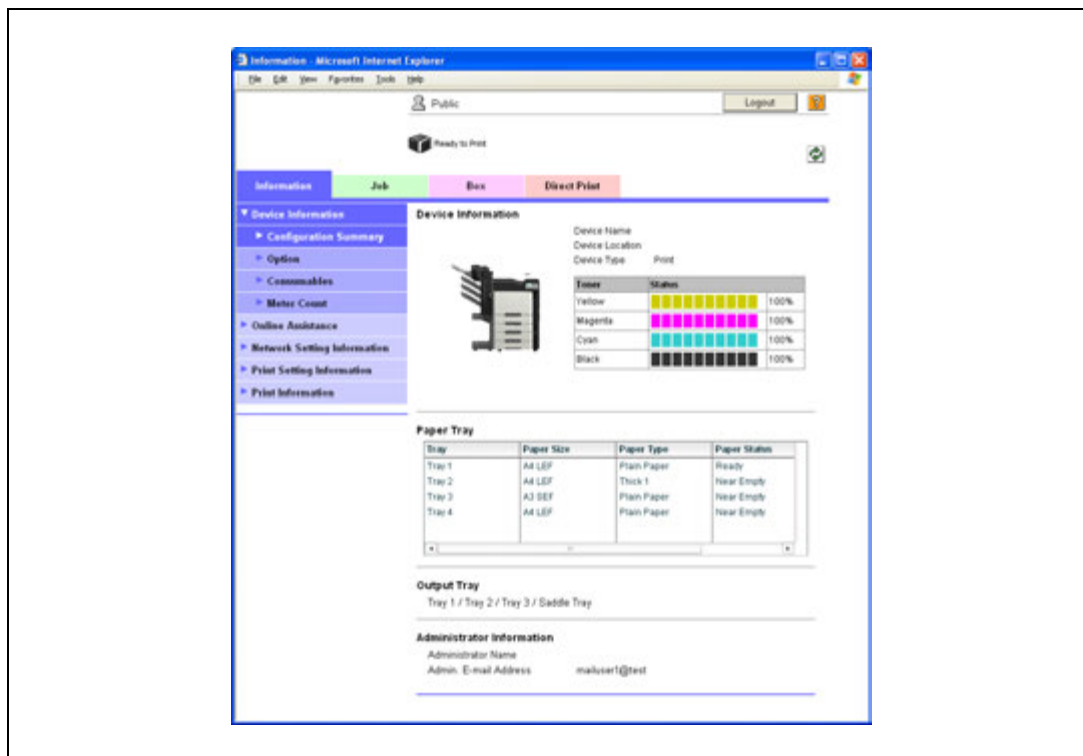 Information - Microsoft Internet Explorer
File Edit View Favorites Tools Help
Public Logout ?
Ready to Print
Information Job Box Direct Print
Device Information
Configuration Summary
Option
Consumables
Meter Count
Online Assistance
Network Setting Information
Print Setting Information
Print Information
Device Information
Device Name
Device Location
Device Type Print
Toner Status
Yellow 100%
Magenta 100%
Cyan 100%
Black 100%
Paper Tray
Tray Paper Size Paper Type Paper Status
Tray 1 A4 LEF Plain Paper Ready
Tray 2 A4 LEF Thick 1 Near Empty
Tray 3 A3 SEF Plain Paper Near Empty
Tray 4 A4 LEF Plain Paper Near Empty
Output Tray
Tray 1 / Tray 2 / Tray 3 / Saddle Tray
Administrator Information
Administrator Name
Admin. E-mail Address mailuser1@test